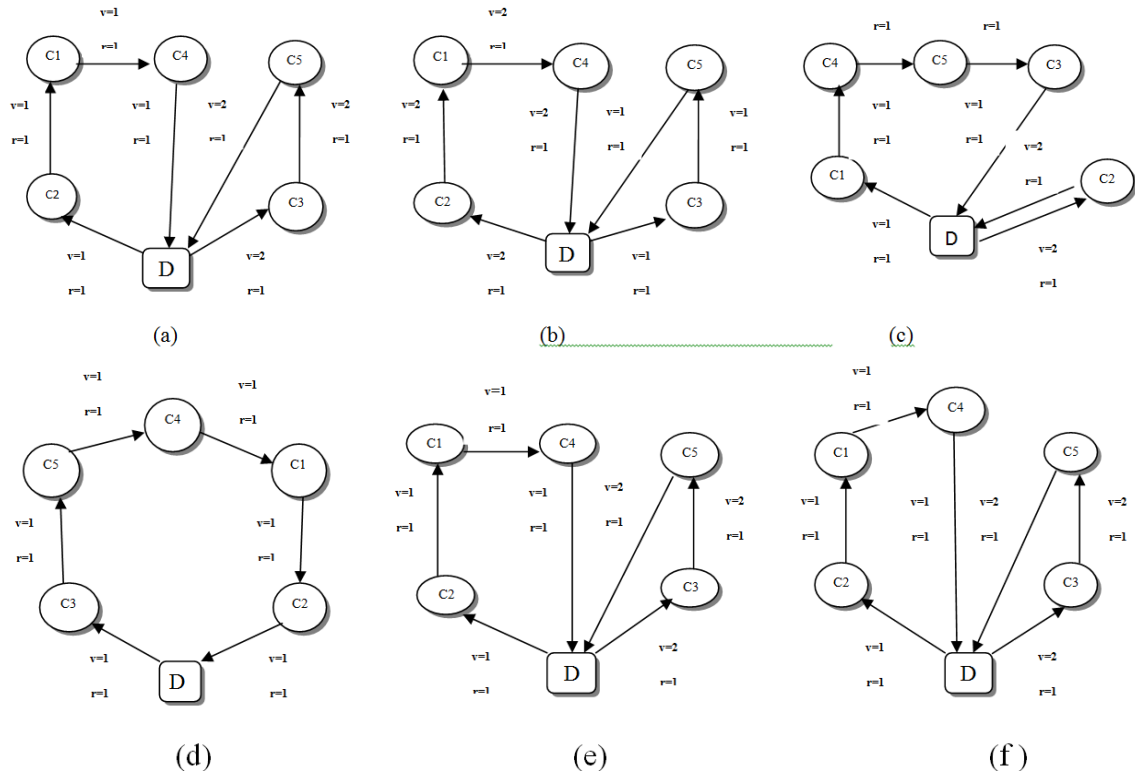 v=1
r=1
C1
C4
C5
v=1
r=1
v=1
r=1
v=2
r=1
v=2
r=1
C2
C3
D
v=1
r=1
v=2
r=1
(a)
v=2
r=1
C1
C4
C5
v=2
r=1
v=2
r=1
v=1
r=1
v=1
r=1
C2
C3
D
v=2
r=1
v=1
r=1
(b)
r=1
r=1
C4
C5
C3
v=1
r=1
v=1
r=1
v=2
r=1
C1
C2
D
v=1
r=1
v=2
r=1
(c)
v=1
r=1
v=1
r=1
C4
C5
C1
v=1
r=1
v=1
r=1
C3
C2
D
v=1
r=1
v=1
r=1
(d)
v=1
r=1
C1
C4
C5
v=1
r=1
v=1
r=1
v=2
r=1
v=2
r=1
C2
C3
D
v=1
r=1
v=2
r=1
(e)
v=1
r=1
C4
C1
C5
v=1
r=1
v=1
r=1
v=2
r=1
v=2
r=1
C2
C3
D
v=1
r=1
v=2
r=1
(f)